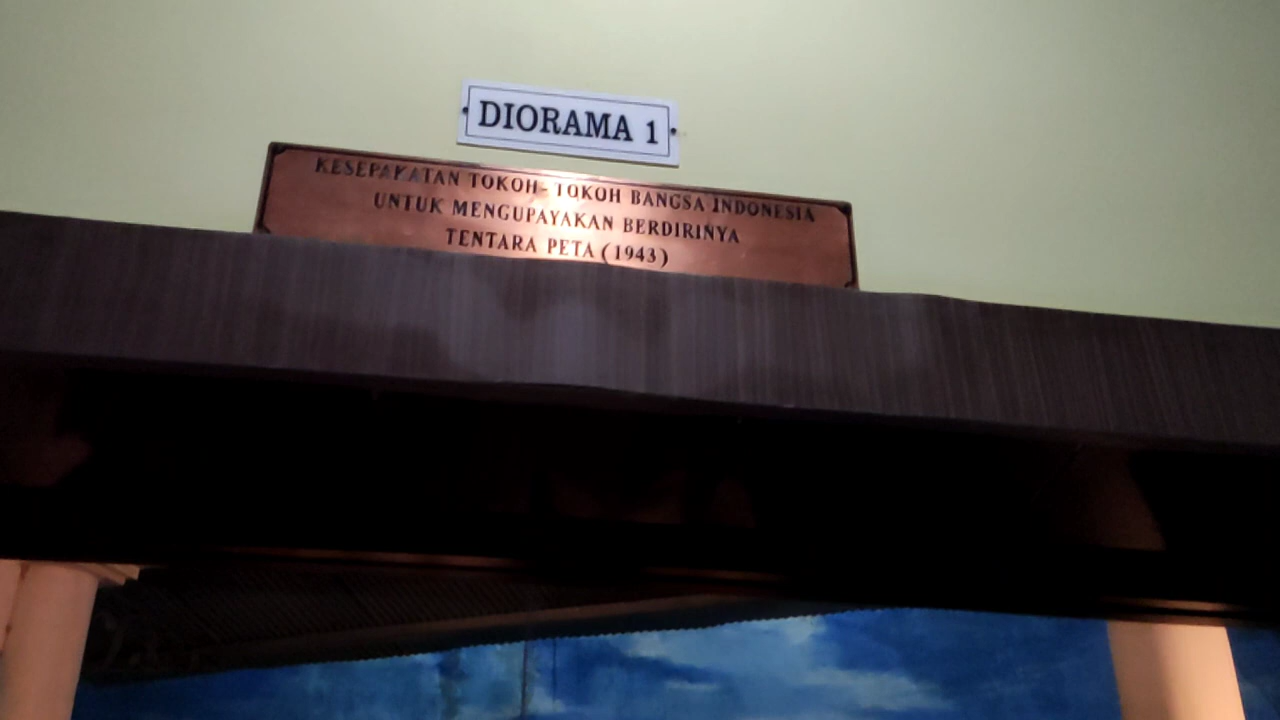 DIORAMA 1
KESEPAKATAN TOKOH-TOKOH BANGSA INDONESIA
UNTUK MENGUPAYAKAN BERDIRINYA
TENTARA PETA (1943)